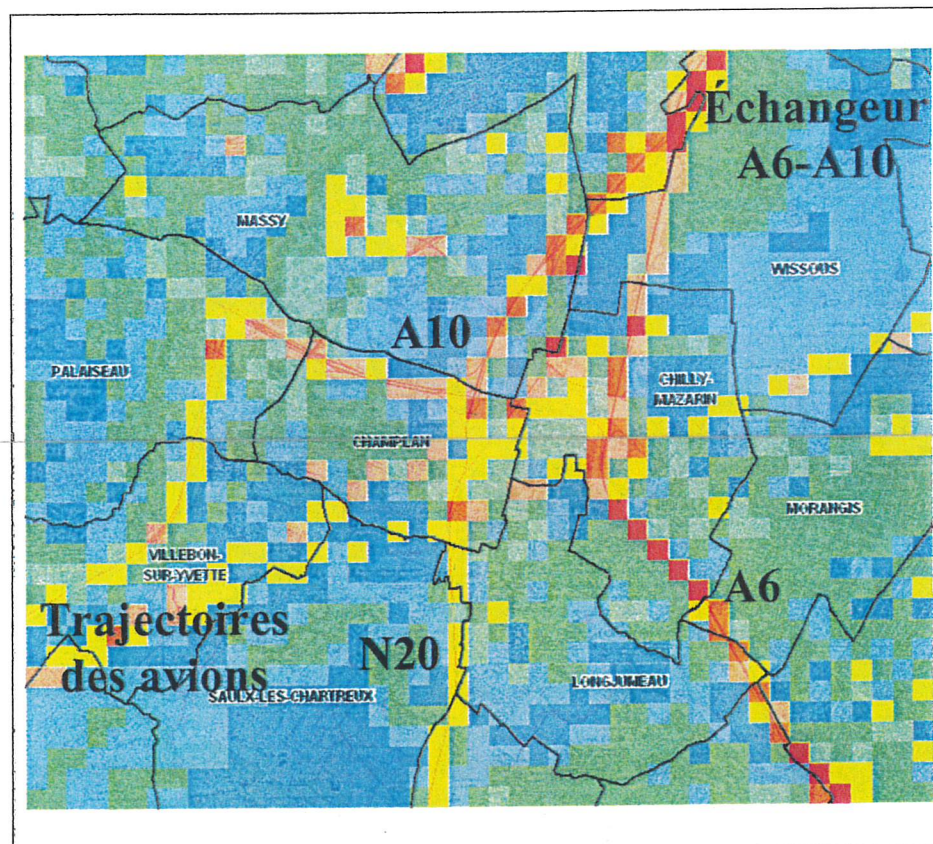 Échangeur
A6-A10
MASSY
WISSOUS
A10
PALAISEAU
CHILLY-
MAZARIN
CHAMPLAN
MORANGIS
VILLEBON-
SUR-YVETTE
A6
Trajectoires
des avions
N20
SAULX-LES-CHARTREUX
LONGJUMEAU